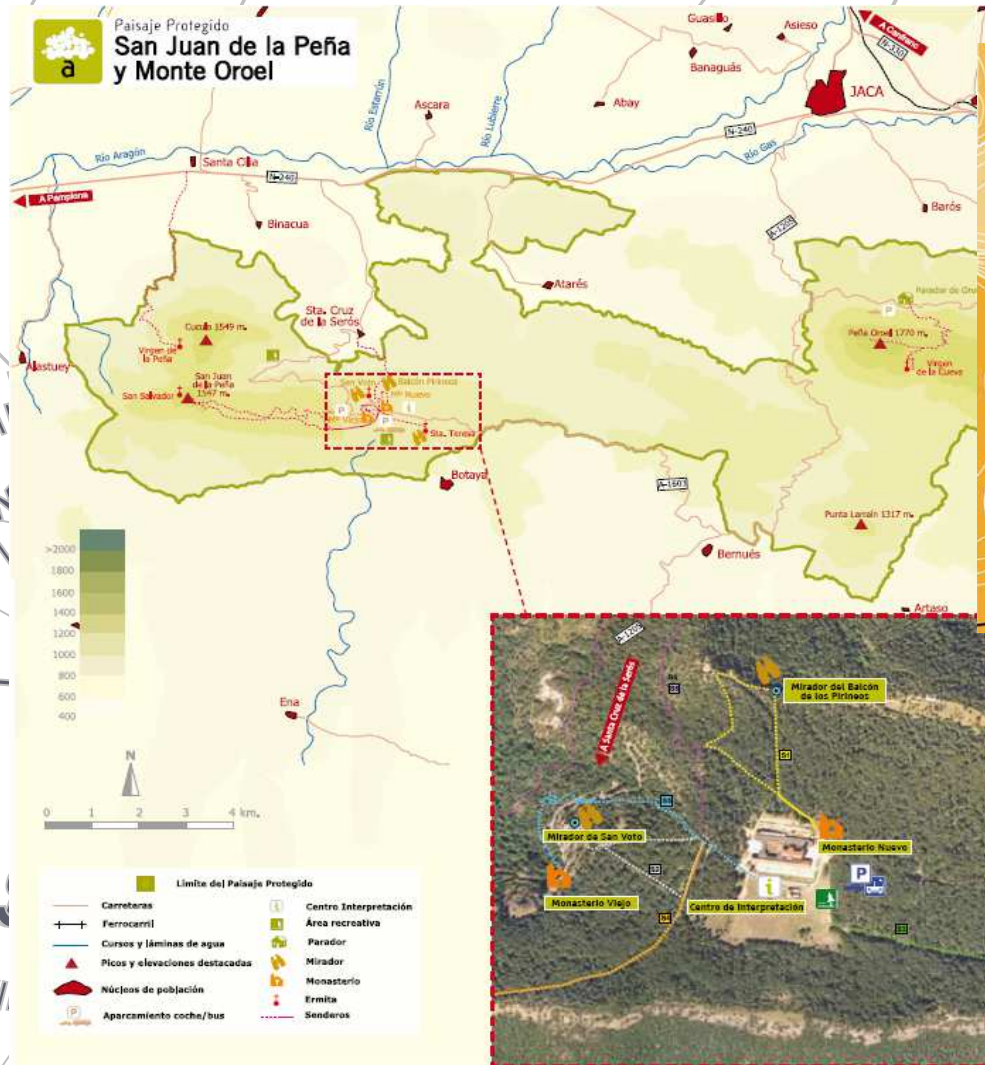 Paisaje Protegido
San Juan de la Peña
y Monte Oroel
a
Guasillo
Asieso
A Canfranc
N-330
Banaguás
JACA
Abay
Ascara
Río Estarrún
Río Lubierre
N-240
Río Gas
Río Aragón
Santa Cilia
N-240
A Pamplona
Binacua
Barós
A-1205
Atarés
Parador de
P
Sta. Cruz
de la Serós
Cuculo 1549 m.
Peña Oroel 1770 m.
Virgen de
la Peña
Virgen
de la Cueva
Alastuey
San Juan
de la Peña
1547 m.
San Salvador
San Voto
Balcón Pirineos
Nuevo
P
i
P
Sta. Teresa
Botaya
A-1603
Punta Larrain 1317 m.
Bernués
Artaso
>2000
1800
1600
1400
1200
1000
800
600
400
Ena
N
0 1 2 3 4 km.
A-1205
A Santa Cruz de la Serós
Mirador del Balcón
de los Pirineos
Mirador de San Voto
Monasterio Nuevo
P
i
Monasterio Viejo
Centro de Interpretación
Límite del Paisaje Protegido
Carreteras
Ferrocarril
Cursos y láminas de agua
Picos y elevaciones destacadas
Núcleos de población
P
Aparcamiento coche/bus
i
Centro Interpretación
Área recreativa
Parador
Mirador
Monasterio
Ermita
Senderos